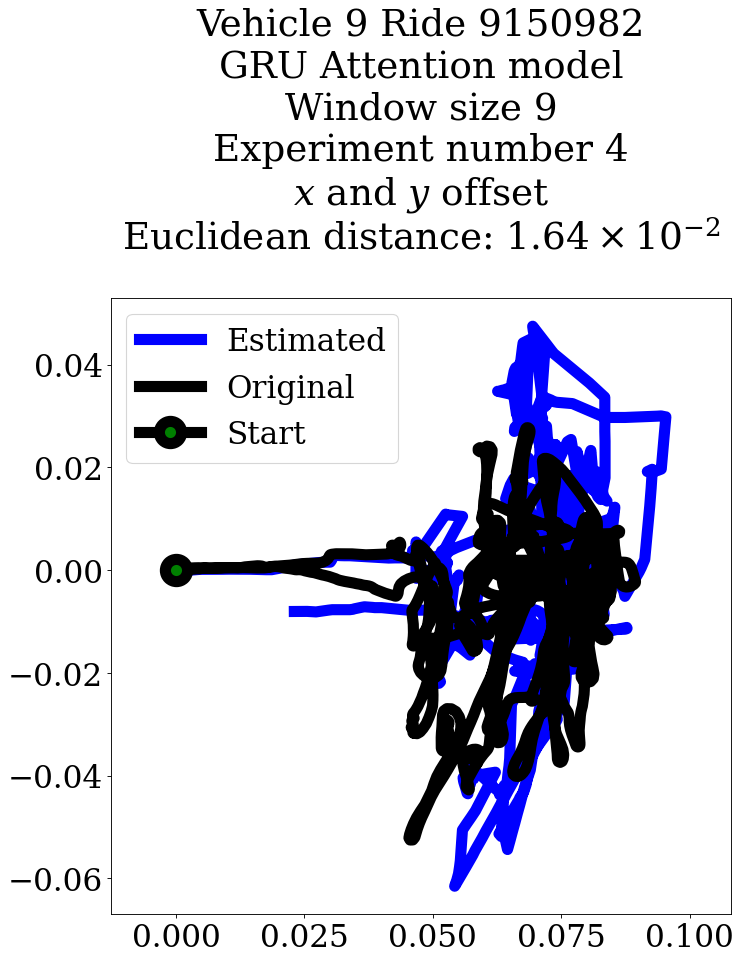 Vehicle 9 Ride 9150982
GRU Attention model
Window size 9
Experiment number 4
x and y offset
Euclidean distance: 1.64 × 10⁻²
Estimated
Original
Start
0.04
0.02
0.00
−0.02
−0.04
−0.06
0.000 0.025 0.050 0.075 0.100